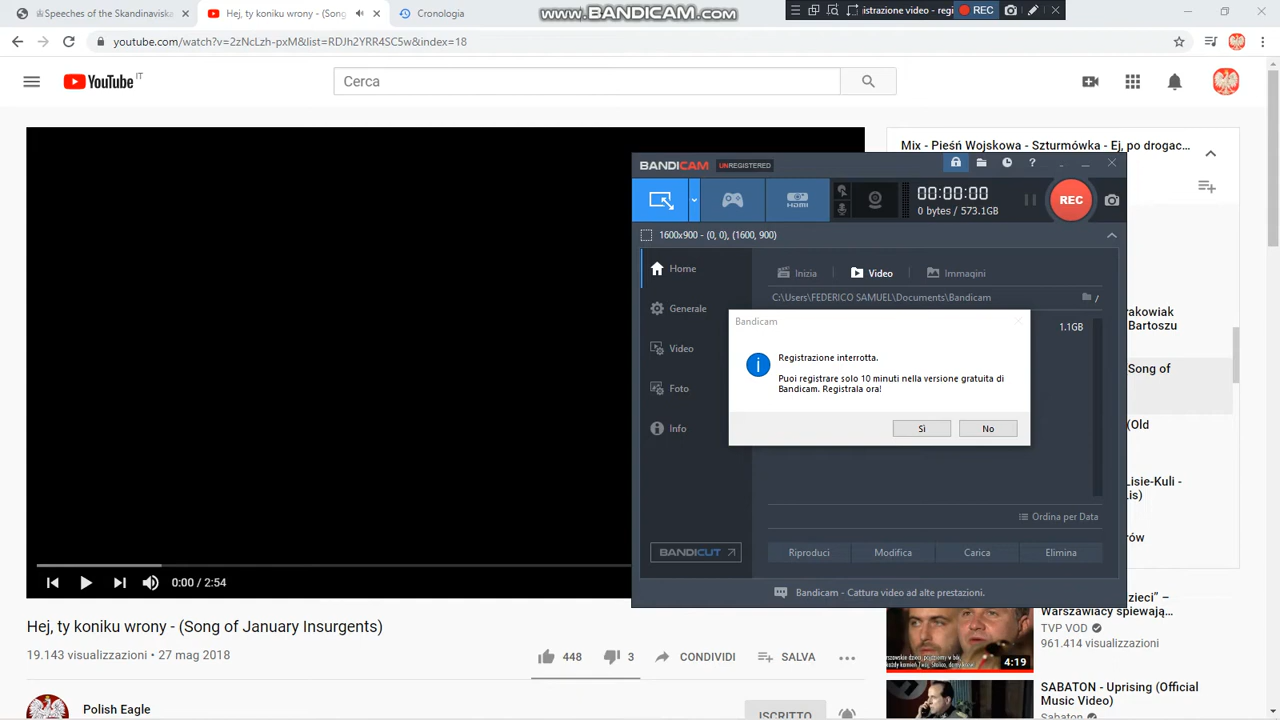 Speeches of the Skandinavisk
Hej, ty koniku wrony - (Song
Cronologia
WWW.BANDICAM.COM
istrazione video - regi
REC
youtube.com/watch?v=2zNcLzh-pxM&list=RDJh2YRR4SC5w&index=18
YouTube IT
Cerca
Mix - Pieśń Wojskowa - Szturmówka - Ej, po drogac...
BANDICAM UNREGISTERED
HDMI
00:00:00
0 bytes / 573.1GB
REC
1600x900 - (0, 0), (1600, 900)
Home
Inizia
Video
Immagini
Generale
C:\Users\FEDERICO SAMUEL\Documents\Bandicam
Bandicam
1.1GB
Video
Registrazione interrotta.
Puoi registrare solo 10 minuti nella versione gratuita di
Bandicam. Registrala ora!
Foto
Info
Sì
No
akowiak
Bartoszu
Song of
(Old
Lisie-Kuli -
is)
rów
Ordina per Data
BANDICUT
Riproduci
Modifica
Carica
Elimina
Bandicam - Cattura video ad alte prestazioni.
0:00 / 2:54
Hej, ty koniku wrony - (Song of January Insurgents)
19.143 visualizzazioni • 27 mag 2018
448
3
CONDIVIDI
SALVA
Polish Eagle
ISCRITTO
zieci” –
Warszawiacy śpiewają...
TVP VOD
961.414 visualizzazioni
4:19
SABATON - Uprising (Official
Music Video)
Sabaton